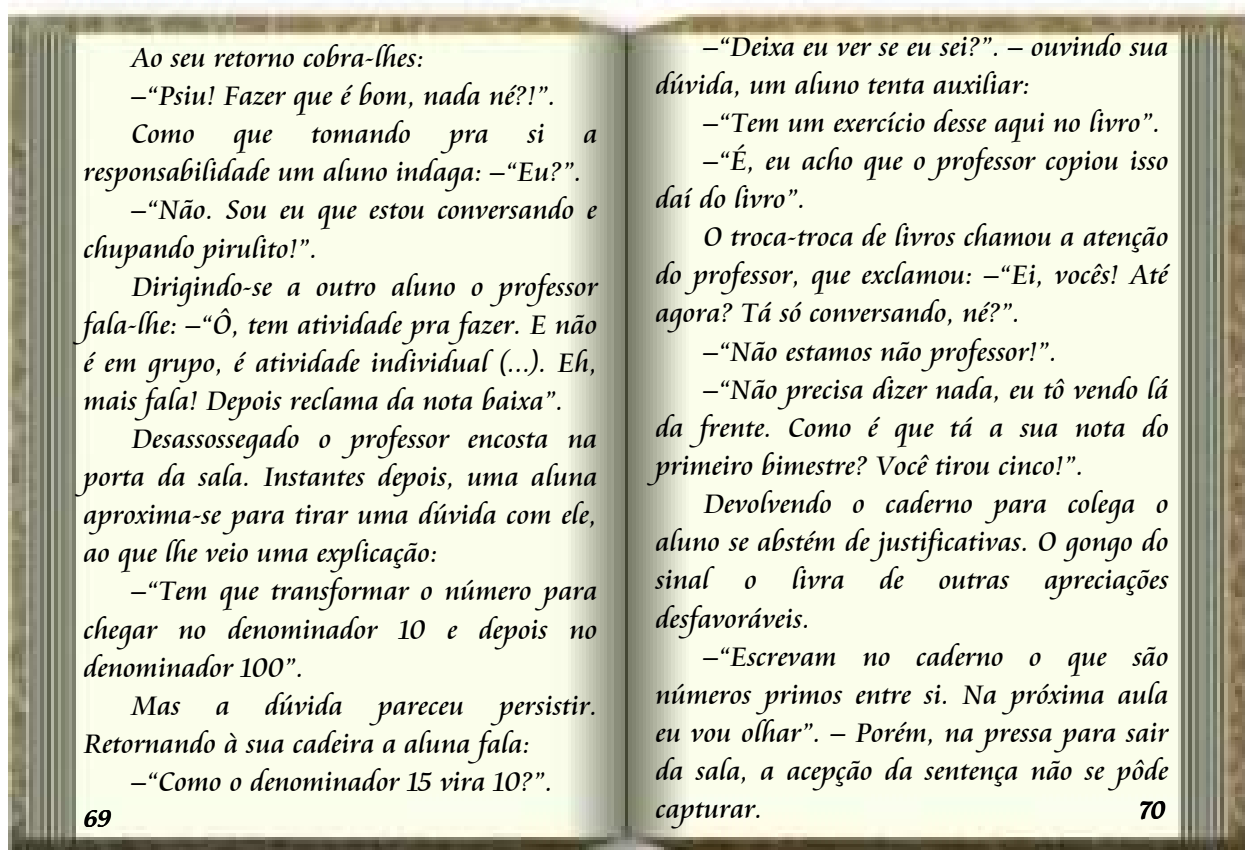 Ao seu retorno cobra-lhes:
–“Psiu! Fazer que é bom, nada né?!”.
Como que tomando pra si a
responsabilidade um aluno indaga: –“Eu?”.
–“Não. Sou eu que estou conversando e
chupando pirulito!”.
Dirigindo-se a outro aluno o professor
fala-lhe: –“Ô, tem atividade pra fazer. E não
é em grupo, é atividade individual (...). Eh,
mais fala! Depois reclama da nota baixa”.
Desassossegado o professor encosta na
porta da sala. Instantes depois, uma aluna
aproxima-se para tirar uma dúvida com ele,
ao que lhe veio uma explicação:
–“Tem que transformar o número para
chegar no denominador 10 e depois no
denominador 100”.
Mas a dúvida pareceu persistir.
Retornando à sua cadeira a aluna fala:
–“Como o denominador 15 vira 10?”.
69
–“Deixa eu ver se eu sei?”. – ouvindo sua
dúvida, um aluno tenta auxiliar:
–“Tem um exercício desse aqui no livro”.
–“É, eu acho que o professor copiou isso
daí do livro”.
O troca-troca de livros chamou a atenção
do professor, que exclamou: –“Ei, vocês! Até
agora? Tá só conversando, né?”.
–“Não estamos não professor!”.
–“Não precisa dizer nada, eu tô vendo lá
da frente. Como é que tá a sua nota do
primeiro bimestre? Você tirou cinco!”.
Devolvendo o caderno para colega o
aluno se abstém de justificativas. O gongo do
sinal o livra de outras apreciações
desfavoráveis.
–“Escrevam no caderno o que são
números primos entre si. Na próxima aula
eu vou olhar”. – Porém, na pressa para sair
da sala, a acepção da sentença não se pôde
capturar.
70